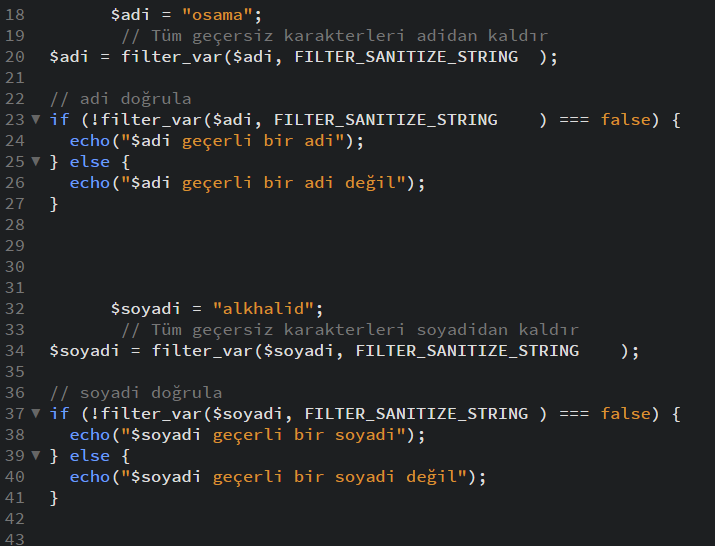 18 $adi = "osama";
19 // Tüm geçersiz karakterleri adidan kaldır
20 $adi = filter_var($adi, FILTER_SANITIZE_STRING );
21
22 // adi doğrula
23 if (!filter_var($adi, FILTER_SANITIZE_STRING ) === false) {
24 echo("$adi geçerli bir adi");
25 } else {
26 echo("$adi geçerli bir adi değil");
27 }
28
29
30
31
32 $soyadi = "alkhalid";
33 // Tüm geçersiz karakterleri soyadidan kaldır
34 $soyadi = filter_var($soyadi, FILTER_SANITIZE_STRING );
35
36 // soyadi doğrula
37 if (!filter_var($soyadi, FILTER_SANITIZE_STRING ) === false) {
38 echo("$soyadi geçerli bir soyadi");
39 } else {
40 echo("$soyadi geçerli bir soyadi değil");
41 }
42
43